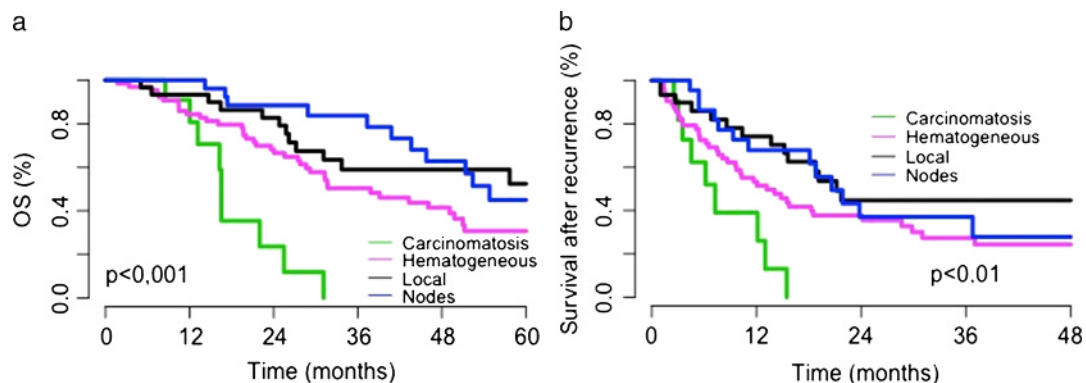 a
OS (%)
0.8
0.4
0.0
Carcinomatosis
Hematogeneous
Local
Nodes
p<0,001
0 12 24 36 48 60
Time (months)
b
Survival after recurrence (%)
0.8
0.4
0.0
Carcinomatosis
Hematogeneous
Local
Nodes
p<0.01
0 12 24 36 48
Time (months)